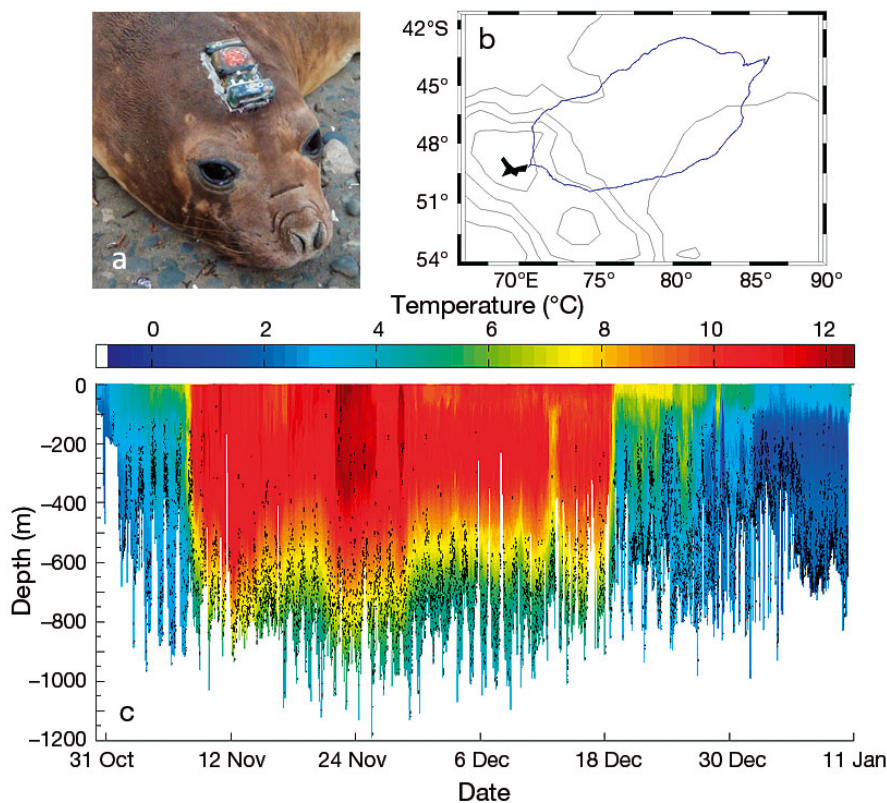 a
b
42°S
45°
48°
51°
54°
70°E 75° 80° 85° 90°
Temperature (°C)
0 2 4 6 8 10 12
0
−200
−400
−600
−800
−1000
−1200
Depth (m)
c
31 Oct 12 Nov 24 Nov 6 Dec 18 Dec 30 Dec 11 Jan
Date